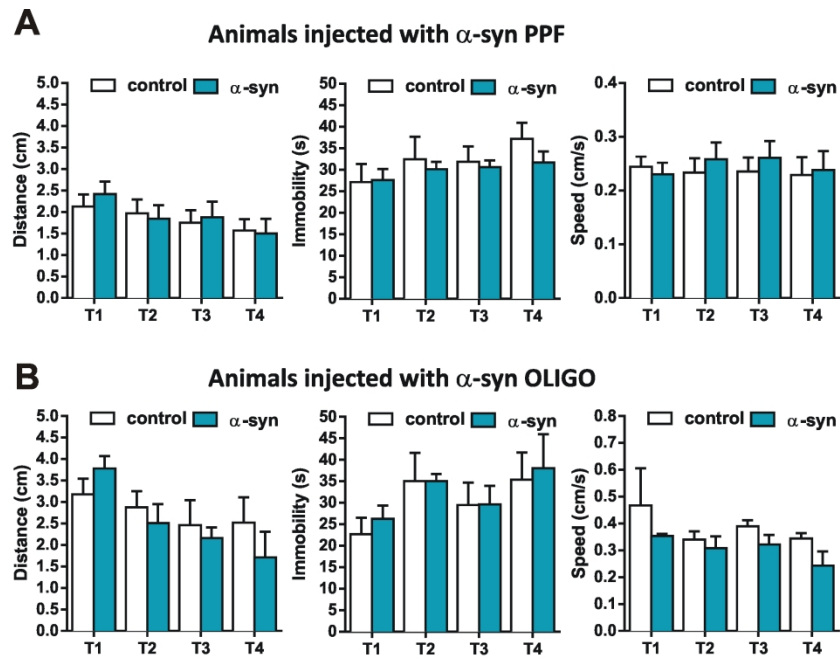 A
Animals injected with α-syn PPF
control α-syn
Distance (cm)
5.0
4.5
4.0
3.5
3.0
2.5
2.0
1.5
1.0
0.5
0.0
T1 T2 T3 T4
control α-syn
Immobility (s)
50
45
40
35
30
25
20
15
10
5
0
T1 T2 T3 T4
control α-syn
Speed (cm/s)
0.4
0.3
0.2
0.1
0.0
T1 T2 T3 T4
B
Animals injected with α-syn OLIGO
control α-syn
Distance (cm)
5.0
4.5
4.0
3.5
3.0
2.5
2.0
1.5
1.0
0.5
0.0
T1 T2 T3 T4
control α-syn
Immobility (s)
50
45
40
35
30
25
20
15
10
5
0
T1 T2 T3 T4
control α-syn
Speed (cm/s)
0.8
0.7
0.6
0.5
0.4
0.3
0.2
0.1
0.0
T1 T2 T3 T4